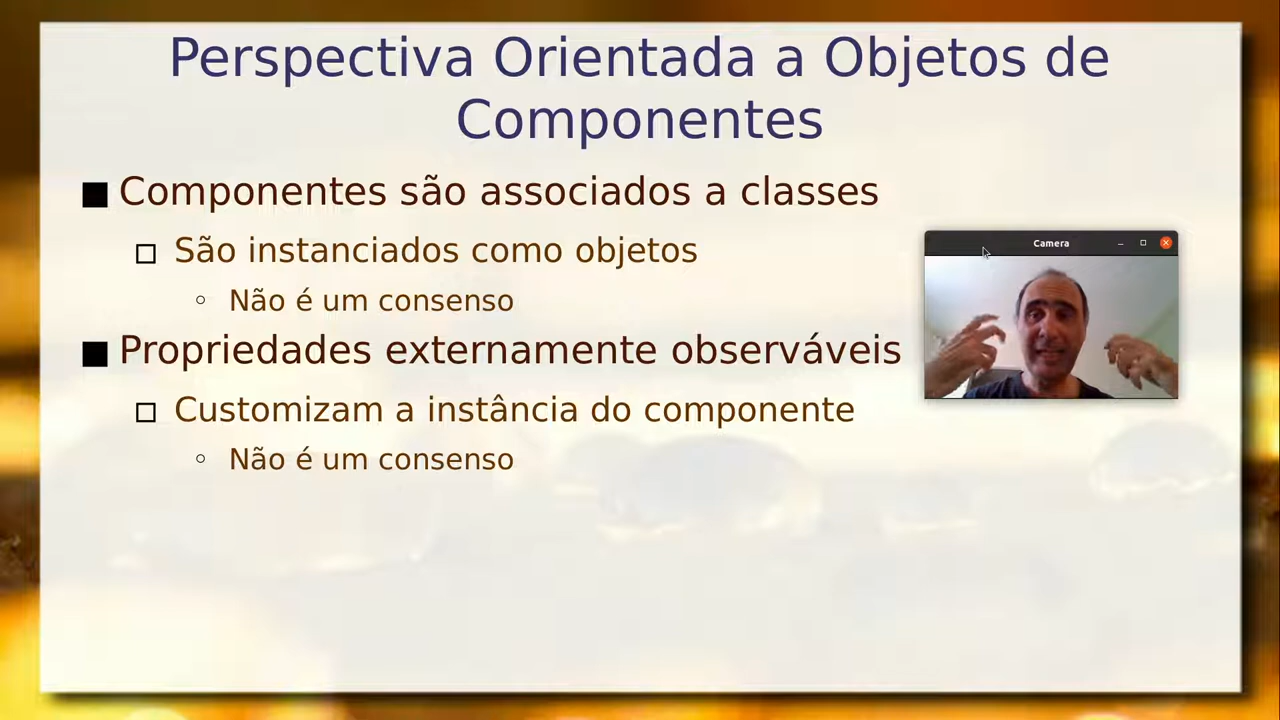 Perspectiva Orientada a Objetos de
Componentes
Componentes são associados a classes
São instanciados como objetos
Não é um consenso
Propriedades externamente observáveis
Customizam a instância do componente
Não é um consenso
Camera